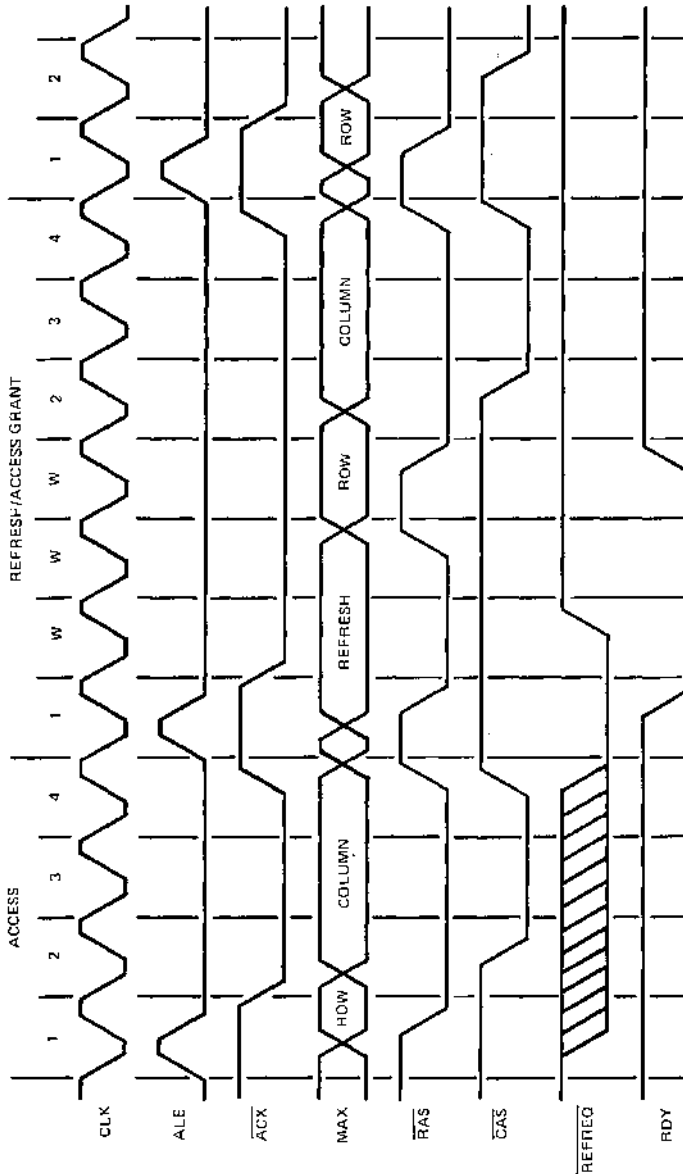 ACCESS REFRESH/ACCESS GRANT
1 2 3 4 1 W W W 2 3 4 1 2
CLK
ALE
ACX
MAX ROW COLUMN REFRESH ROW COLUMN ROW
RAS
CAS
REFREQ
RDY